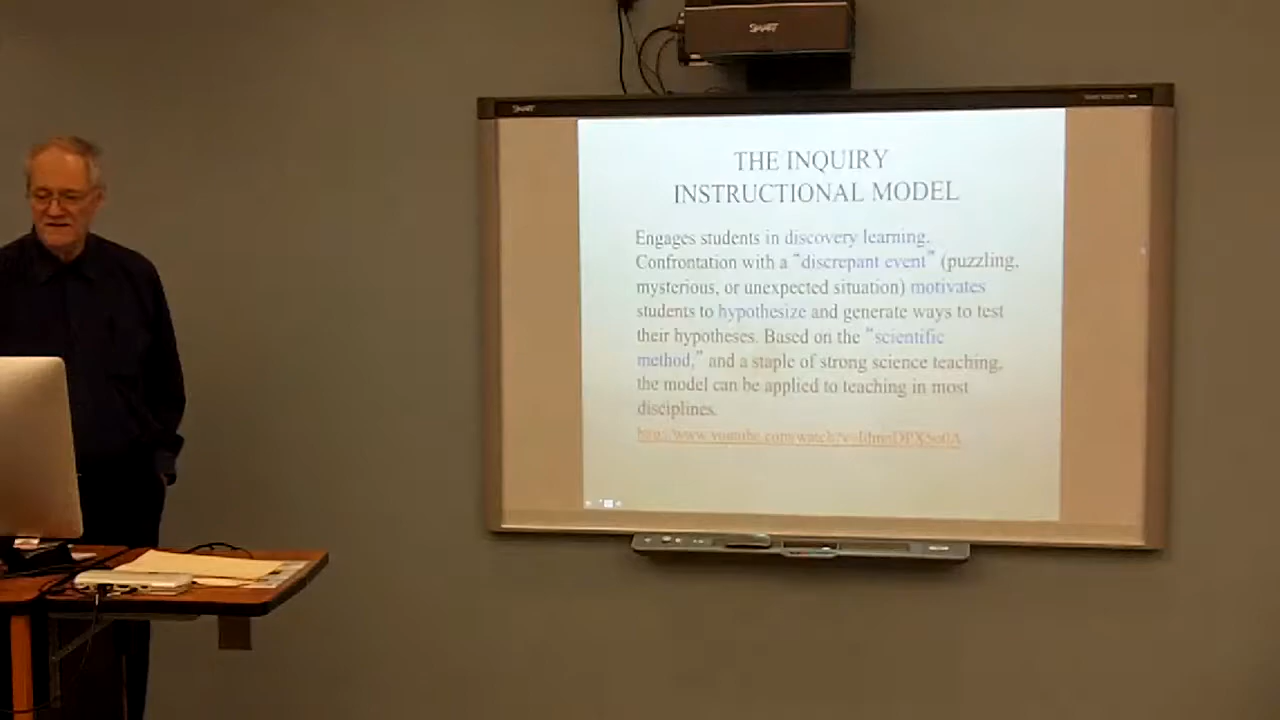 SMART
SMART
THE INQUIRY
INSTRUCTIONAL MODEL
Engages students in discovery learning.
Confrontation with a "discrepant event" (puzzling,
mysterious, or unexpected situation) motivates
students to hypothesize and generate ways to test
their hypotheses. Based on the "scientific
method," and a staple of strong science teaching,
the model can be applied to teaching in most
disciplines.